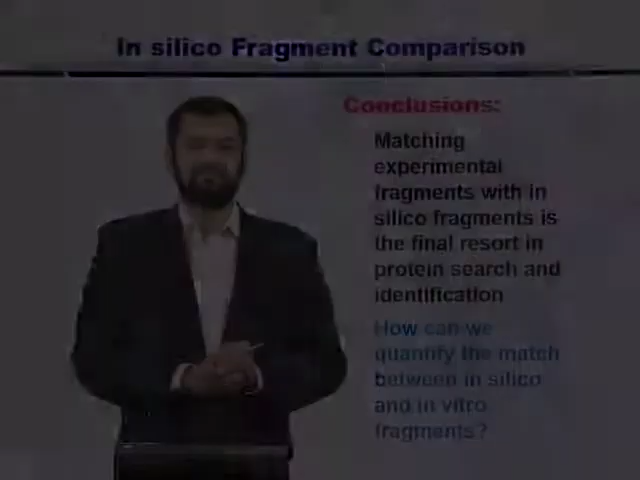 In silico Fragment Comparison
Conclusions:
Matching
experimental
fragments with in
silico fragments is
the final resort in
protein search and
identification
How can we
quantify the match
between in silico
and in vitro
fragments?